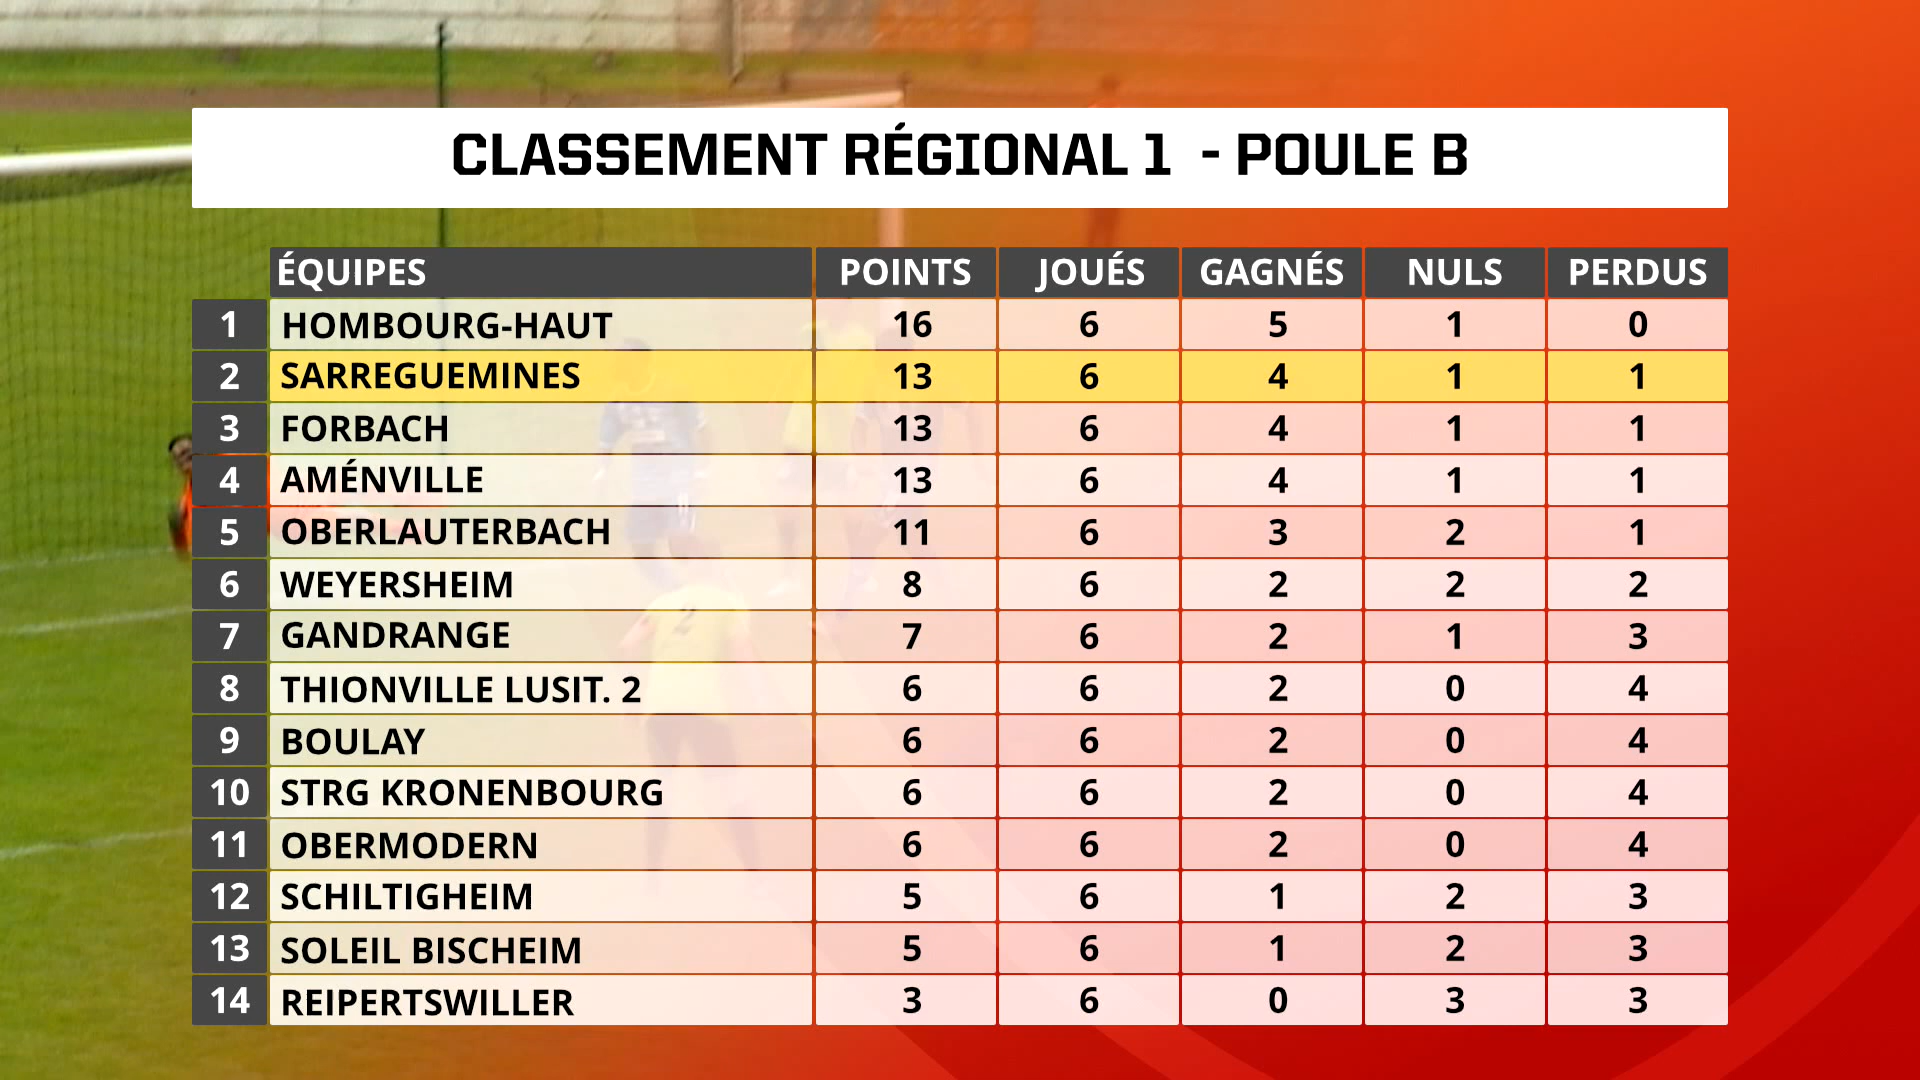 CLASSEMENT RÉGIONAL 1 - POULE B
ÉQUIPES POINTS JOUÉS GAGNÉS NULS PERDUS
1 HOMBOURG-HAUT 16 6 5 1 0
2 SARREGUEMINES 13 6 4 1 1
3 FORBACH 13 6 4 1 1
4 AMÉNVILLE 13 6 4 1 1
5 OBERLAUTERBACH 11 6 3 2 1
6 WEYERSHEIM 8 6 2 2 2
7 GANDRANGE 7 6 2 1 3
8 THIONVILLE LUSIT. 2 6 6 2 0 4
9 BOULAY 6 6 2 0 4
10 STRG KRONENBOURG 6 6 2 0 4
11 OBERMODERN 6 6 2 0 4
12 SCHILTIGHEIM 5 6 1 2 3
13 SOLEIL BISCHEIM 5 6 1 2 3
14 REIPERTSWILLER 3 6 0 3 3
2